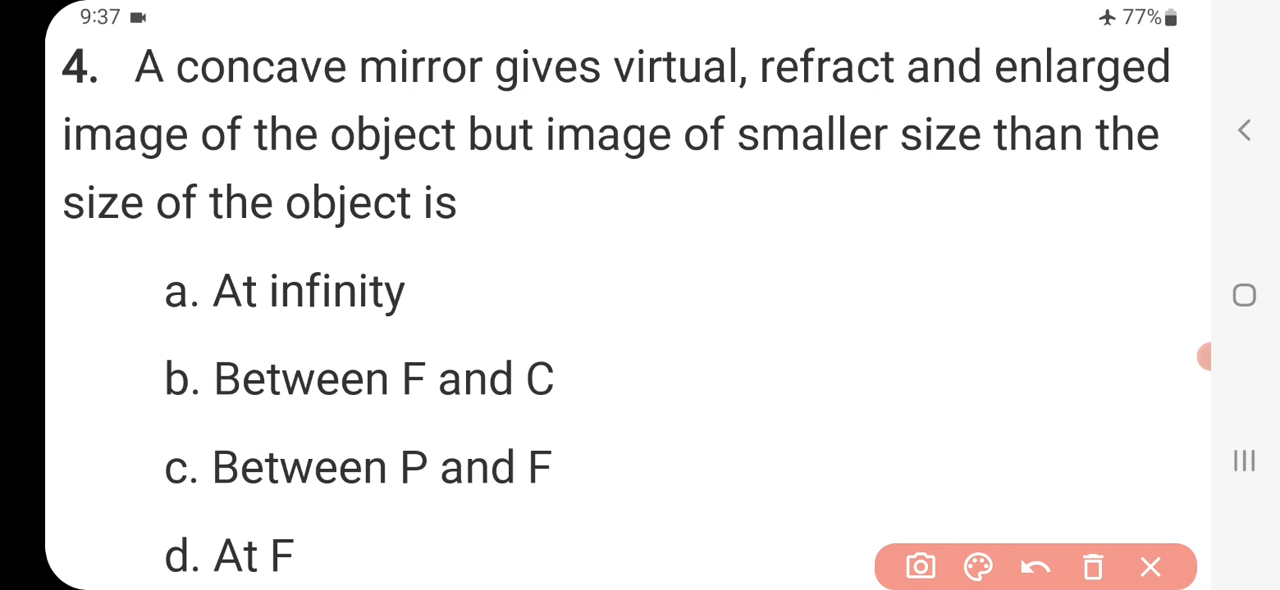 9:37
77%
4. A concave mirror gives virtual, refract and enlarged
image of the object but image of smaller size than the
size of the object is
a. At infinity
b. Between F and C
c. Between P and F
d. At F